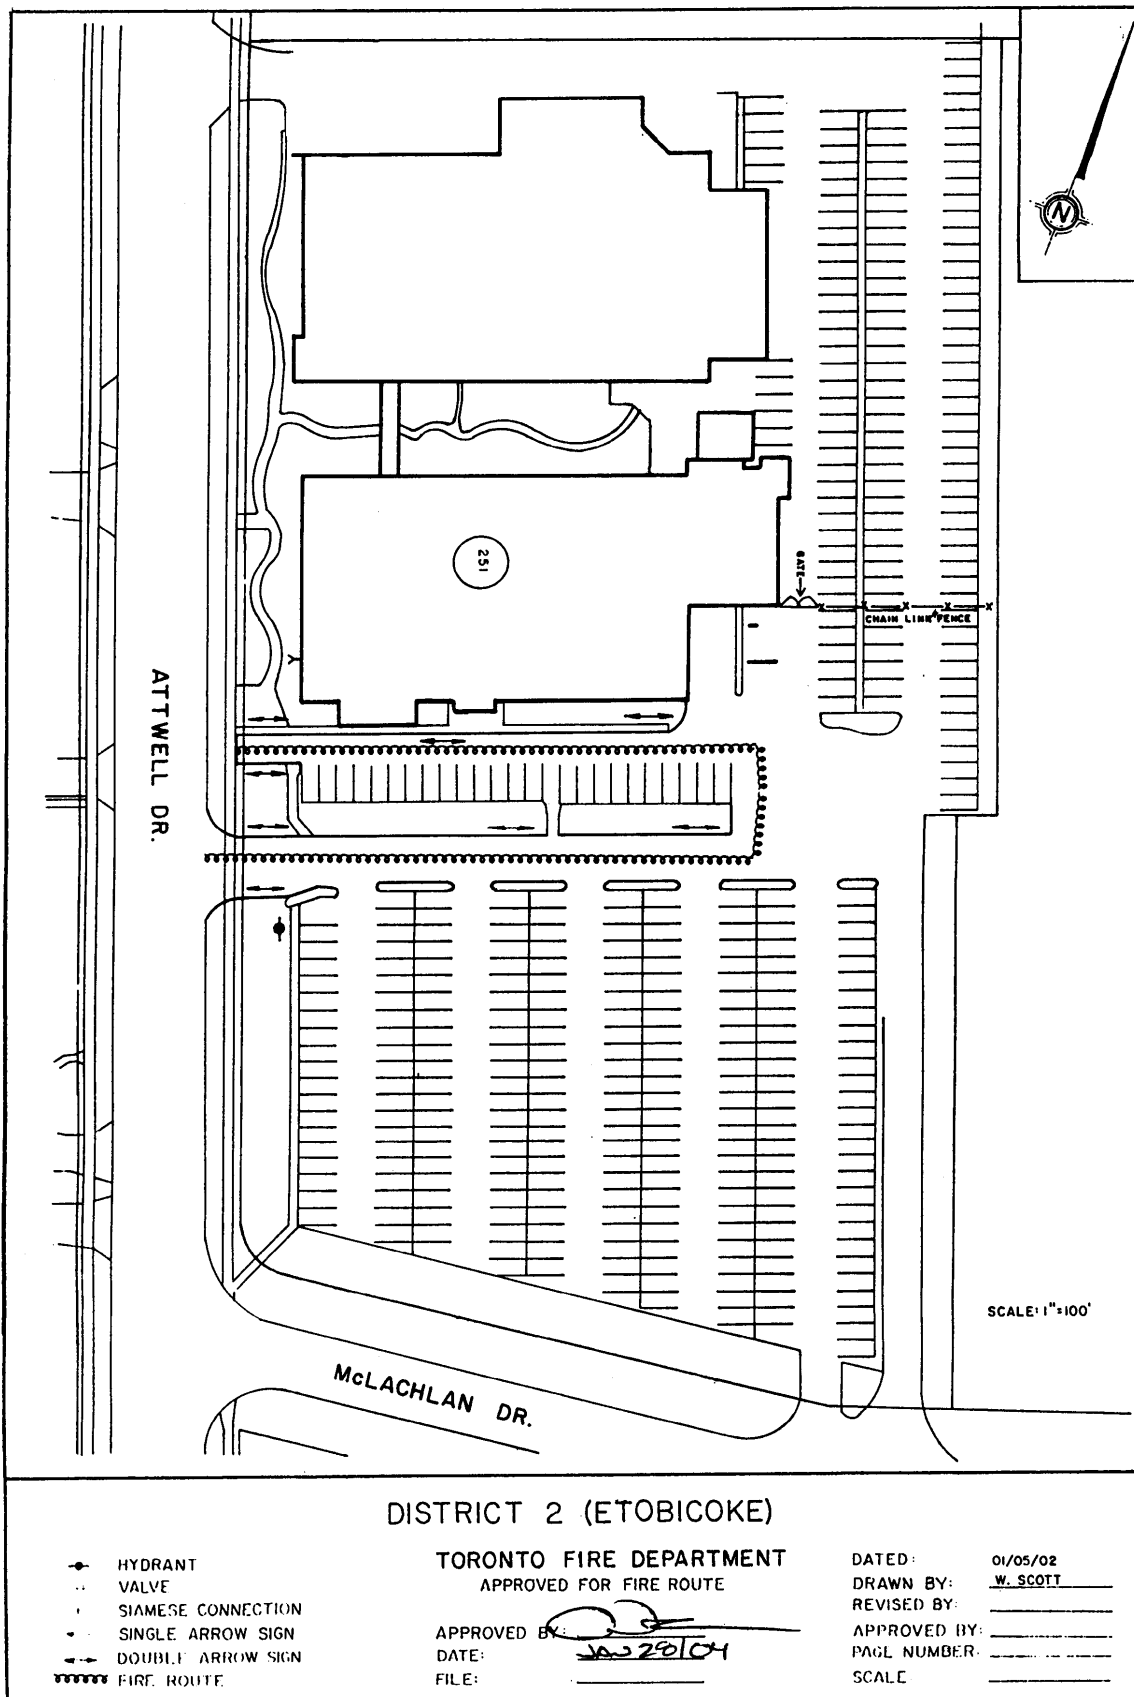 N
251
GATE
CHAIN LINK FENCE
ATTWELL DR.
SCALE: 1"=100'
McLACHLAN DR.
DISTRICT 2 (ETOBICOKE)
HYDRANT
VALVE
SIAMESE CONNECTION
SINGLE ARROW SIGN
DOUBLE ARROW SIGN
FIRE ROUTE
TORONTO FIRE DEPARTMENT
APPROVED FOR FIRE ROUTE
APPROVED BY:
DATE: JAN 28/04
FILE:
DATED: 01/05/02
DRAWN BY: W. SCOTT
REVISED BY:
APPROVED BY:
PAGE NUMBER:
SCALE